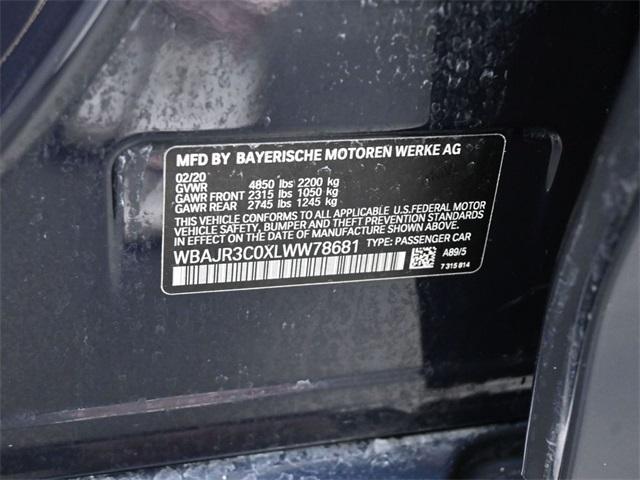 MFD BY BAYERISCHE MOTOREN WERKE AG
02/20
GVWR 4850 lbs 2200 kg
GAWR FRONT 2315 lbs 1050 kg
GAWR REAR 2745 lbs 1245 kg
THIS VEHICLE CONFORMS TO ALL APPLICABLE U.S. FEDERAL MOTOR
VEHICLE SAFETY, BUMPER AND THEFT PREVENTION STANDARDS
IN EFFECT ON THE DATE OF MANUFACTURE SHOWN ABOVE.
WBAJR3C0XLWW78681 TYPE: PASSENGER CAR
A89/5
7 315 814